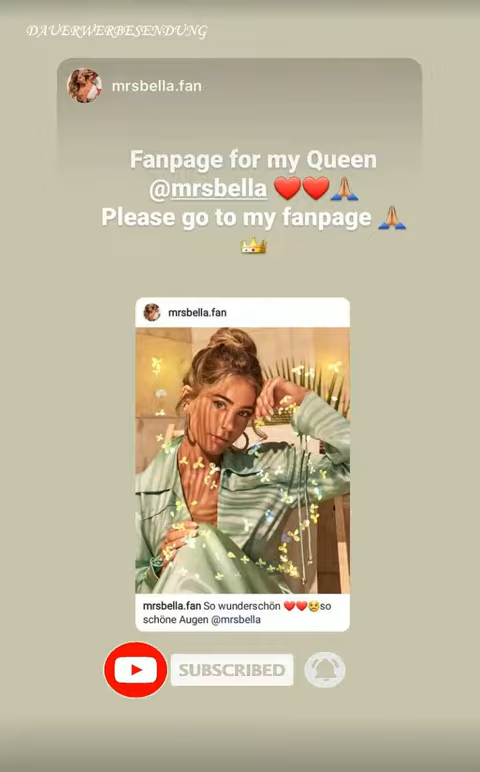 DAUERWERBESENDUNG
mrsbella.fan
Fanpage for my Queen
@mrsbella ❤️❤️🙏🏽
Please go to my fanpage 🙏🏽
👑
mrsbella.fan
mrsbella.fan So wunderschön ❤️❤️😢so
schöne Augen @mrsbella
SUBSCRIBED